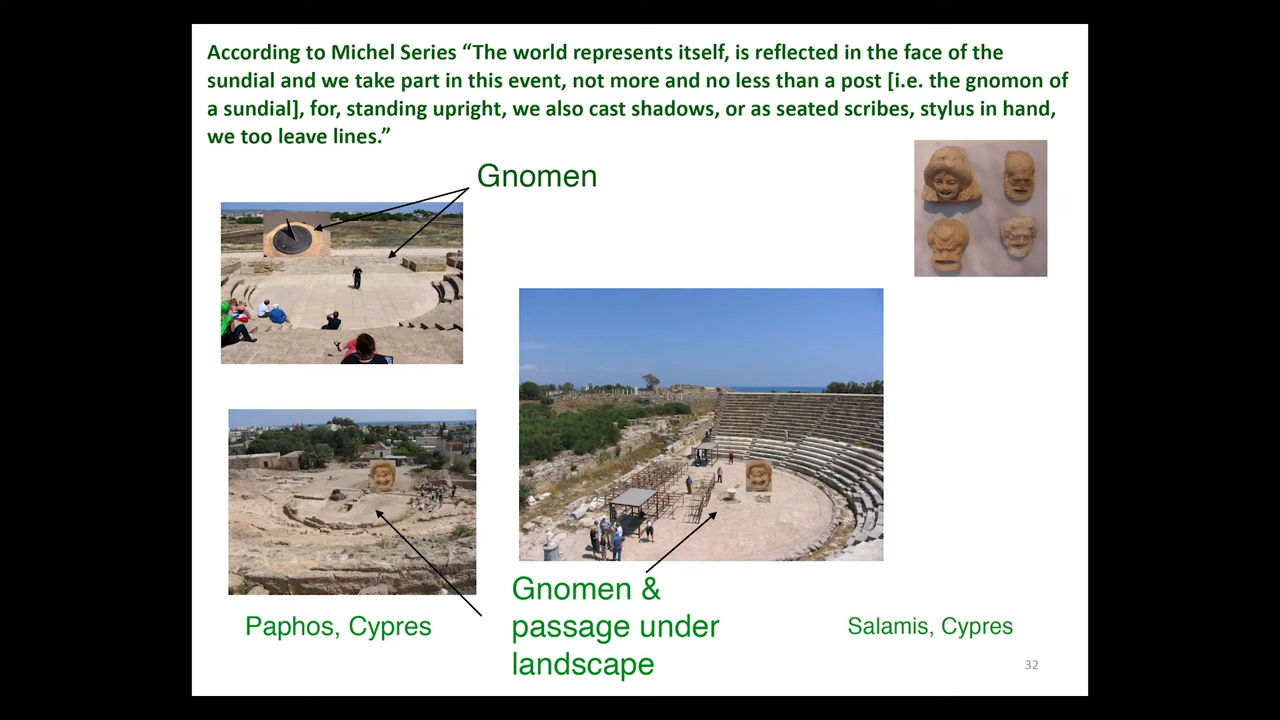 According to Michel Series “The world represents itself, is reflected in the face of the
sundial and we take part in this event, not more and no less than a post [i.e. the gnomon of
a sundial], for, standing upright, we also cast shadows, or as seated scribes, stylus in hand,
we too leave lines.”
Gnomen
Gnomen &
passage under
landscape
Paphos, Cypres
Salamis, Cypres
32